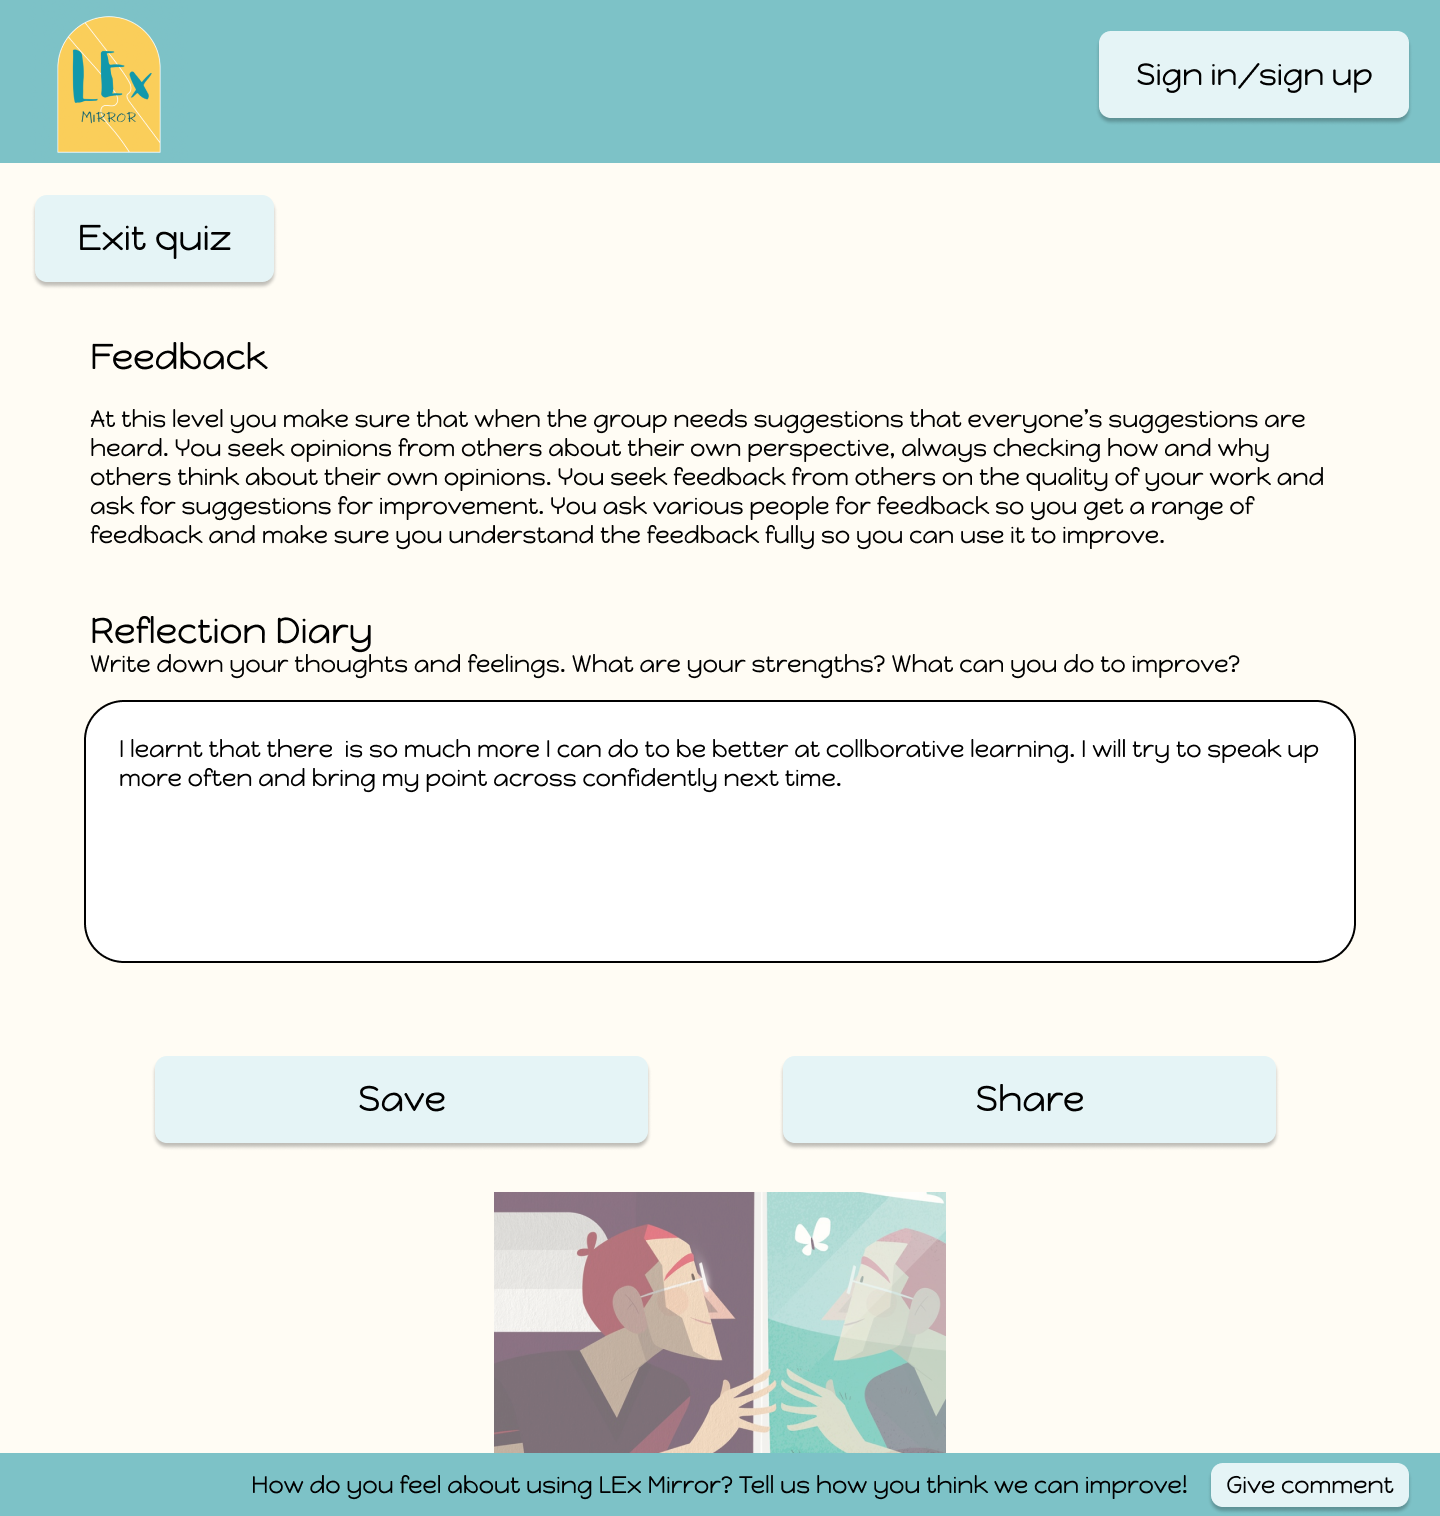 LEx
MIRROR
Sign in/sign up
Exit quiz
Feedback
At this level you make sure that when the group needs suggestions that everyone’s suggestions are
heard. You seek opinions from others about their own perspective, always checking how and why
others think about their own opinions. You seek feedback from others on the quality of your work and
ask for suggestions for improvement. You ask various people for feedback so you get a range of
feedback and make sure you understand the feedback fully so you can use it to improve.
Reflection Diary
Write down your thoughts and feelings. What are your strengths? What can you do to improve?
I learnt that there  is so much more I can do to be better at collborative learning. I will try to speak up
more often and bring my point across confidently next time.
Save
Share
How do you feel about using LEx Mirror? Tell us how you think we can improve!
Give comment